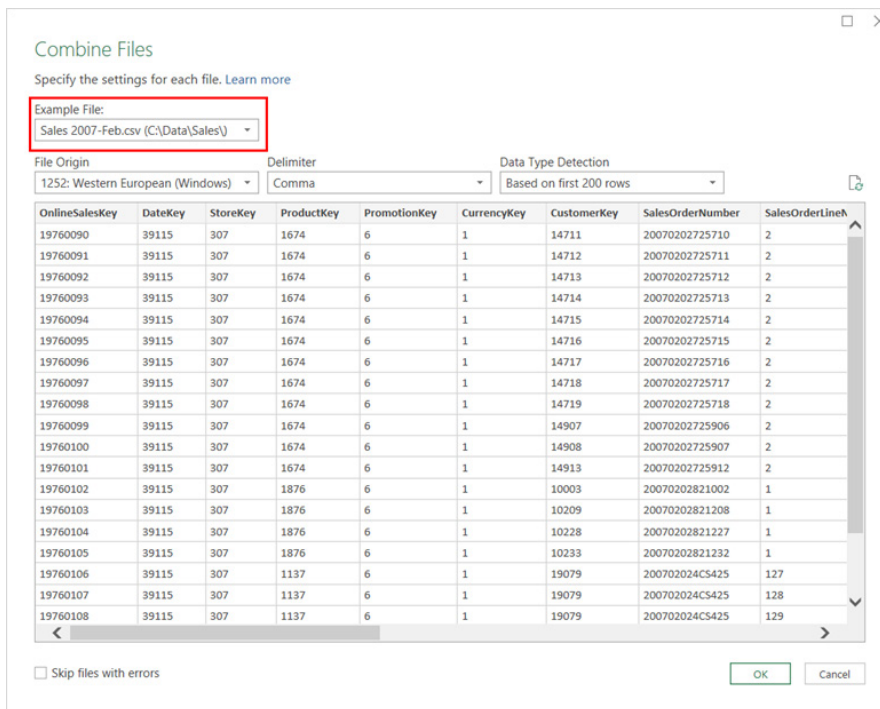 Combine Files
Specify the settings for each file. Learn more
Example File:
Sales 2007-Feb.csv (C:\Data\Sales\)
File Origin Delimiter Data Type Detection
1252: Western European (Windows) Comma Based on first 200 rows
OnlineSalesKey DateKey StoreKey ProductKey PromotionKey CurrencyKey CustomerKey SalesOrderNumber SalesOrderLineN
19760090 39115 307 1674 6 1 14711 20070202725710 2
19760091 39115 307 1674 6 1 14712 20070202725711 2
19760092 39115 307 1674 6 1 14713 20070202725712 2
19760093 39115 307 1674 6 1 14714 20070202725713 2
19760094 39115 307 1674 6 1 14715 20070202725714 2
19760095 39115 307 1674 6 1 14716 20070202725715 2
19760096 39115 307 1674 6 1 14717 20070202725716 2
19760097 39115 307 1674 6 1 14718 20070202725717 2
19760098 39115 307 1674 6 1 14719 20070202725718 2
19760099 39115 307 1674 6 1 14907 20070202725906 2
19760100 39115 307 1674 6 1 14908 20070202725907 2
19760101 39115 307 1674 6 1 14913 20070202725912 2
19760102 39115 307 1876 6 1 10003 20070202821002 1
19760103 39115 307 1876 6 1 10209 20070202821208 1
19760104 39115 307 1876 6 1 10228 20070202821227 1
19760105 39115 307 1876 6 1 10233 20070202821232 1
19760106 39115 307 1137 6 1 19079 200702024CS425 127
19760107 39115 307 1137 6 1 19079 200702024CS425 128
19760108 39115 307 1137 6 1 19079 200702024CS425 129
Skip files with errors OK Cancel